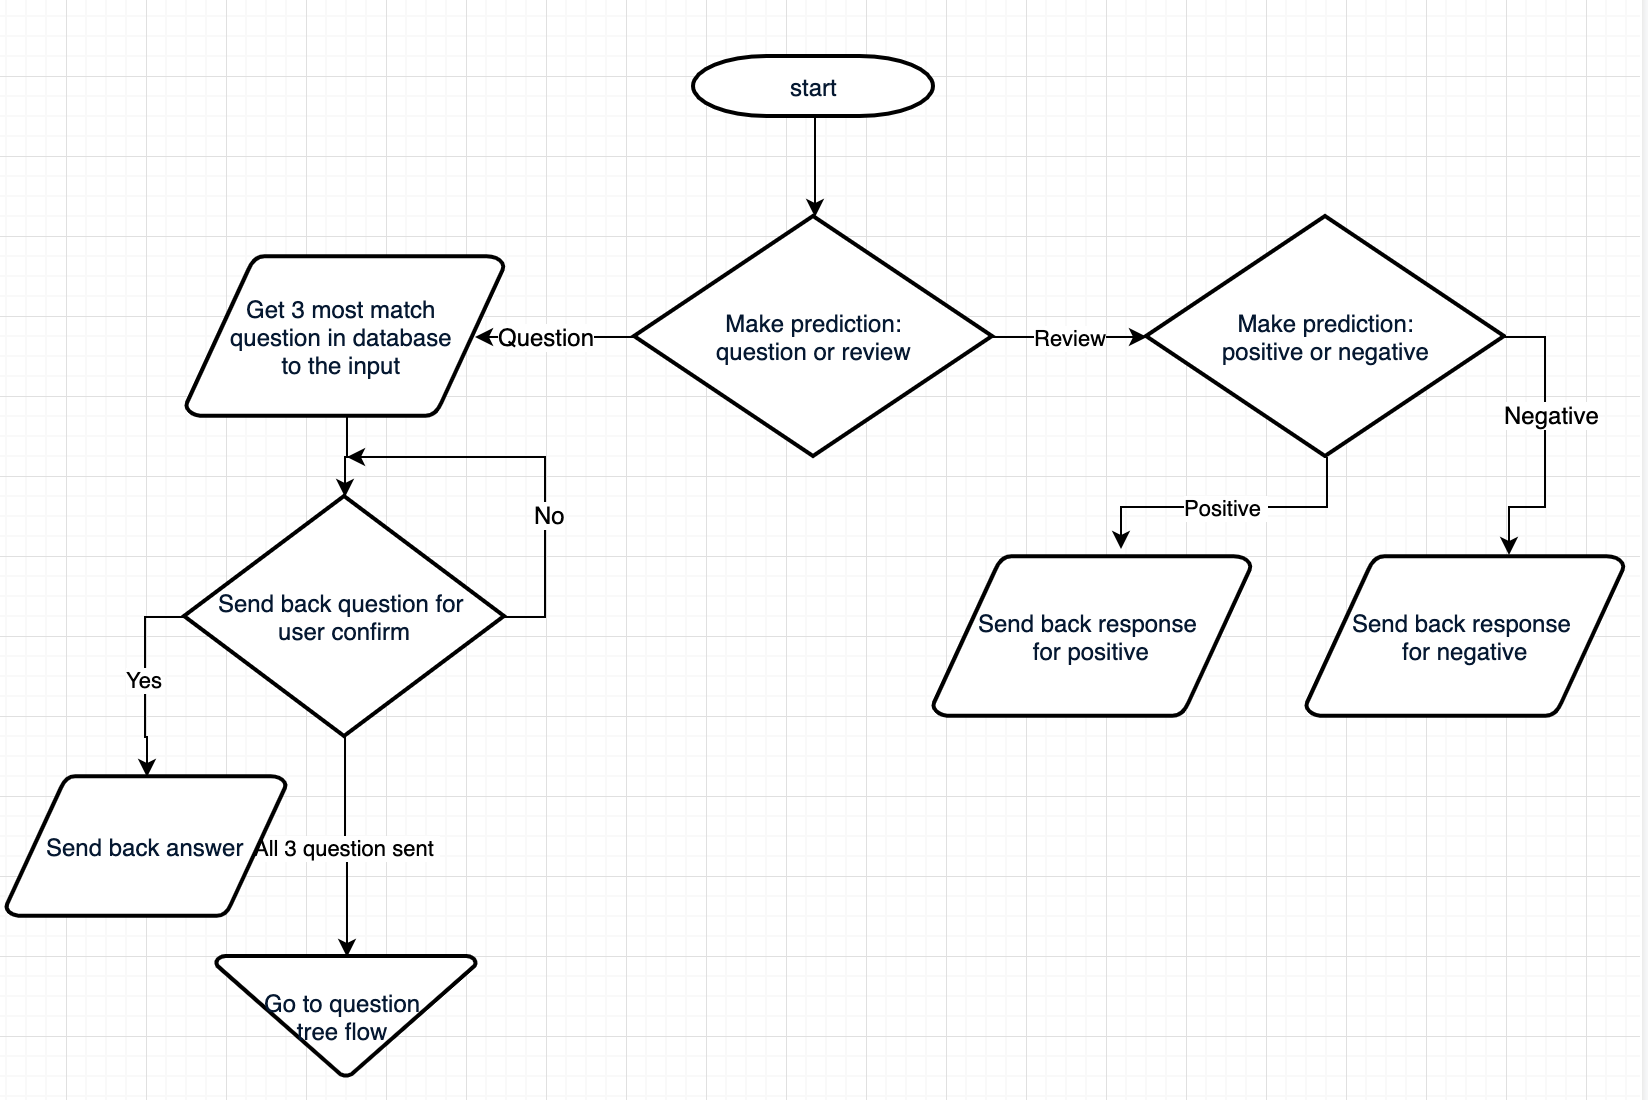 start
Get 3 most match
question in database
to the input
Question
Make prediction:
question or review
Review
Make prediction:
positive or negative
Negative
Positive
No
Send back question for
user confirm
Send back response
for positive
Send back response
for negative
Yes
Send back answer
All 3 question sent
Go to question
tree flow